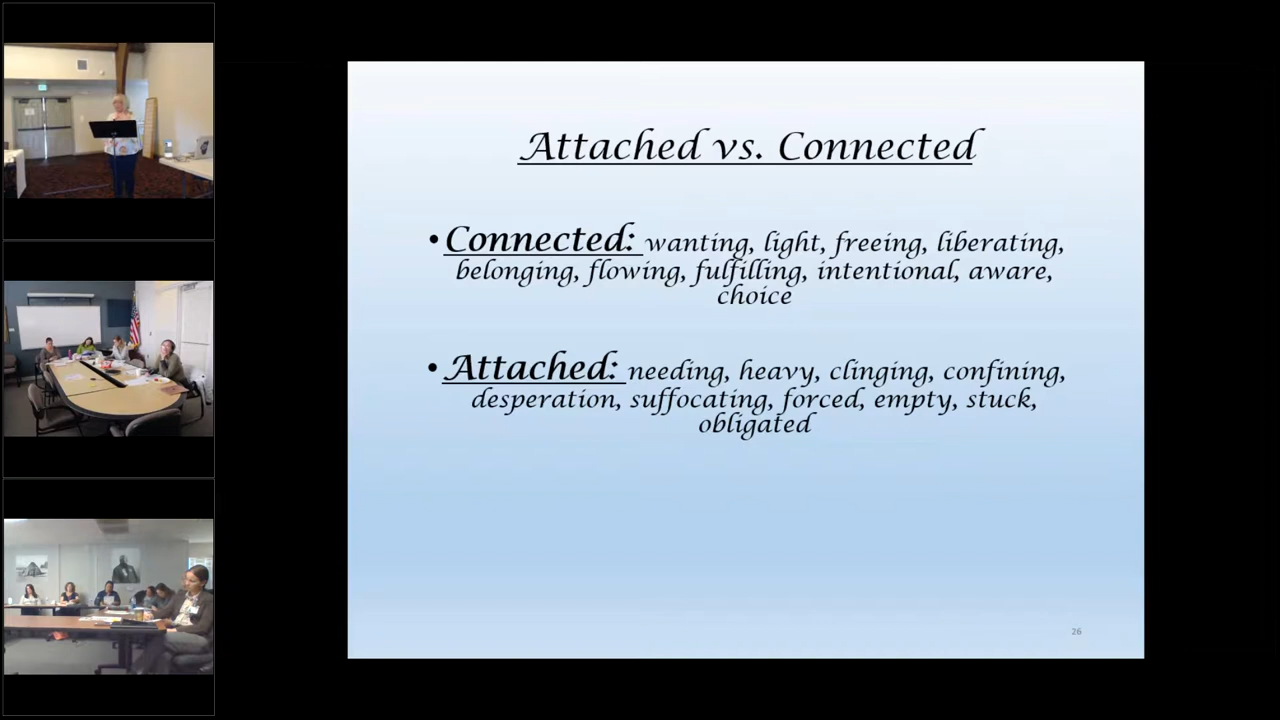 Attached vs. Connected
•Connected: wanting, light, freeing, liberating,
belonging, flowing, fulfilling, intentional, aware,
choice
•Attached: needing, heavy, clinging, confining,
desperation, suffocating, forced, empty, stuck,
obligated
26